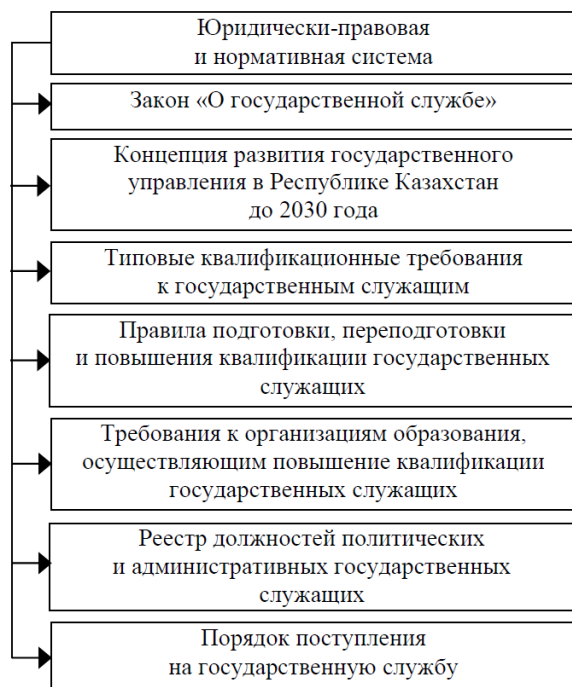 Юридически-правовая
и нормативная система
Закон «О государственной службе»
Концепция развития государственного
управления в Республике Казахстан
до 2030 года
Типовые квалификационные требования
к государственным служащим
Правила подготовки, переподготовки
и повышения квалификации государственных
служащих
Требования к организациям образования,
осуществляющим повышение квалификации
государственных служащих
Реестр должностей политических
и административных государственных
служащих
Порядок поступления
на государственную службу